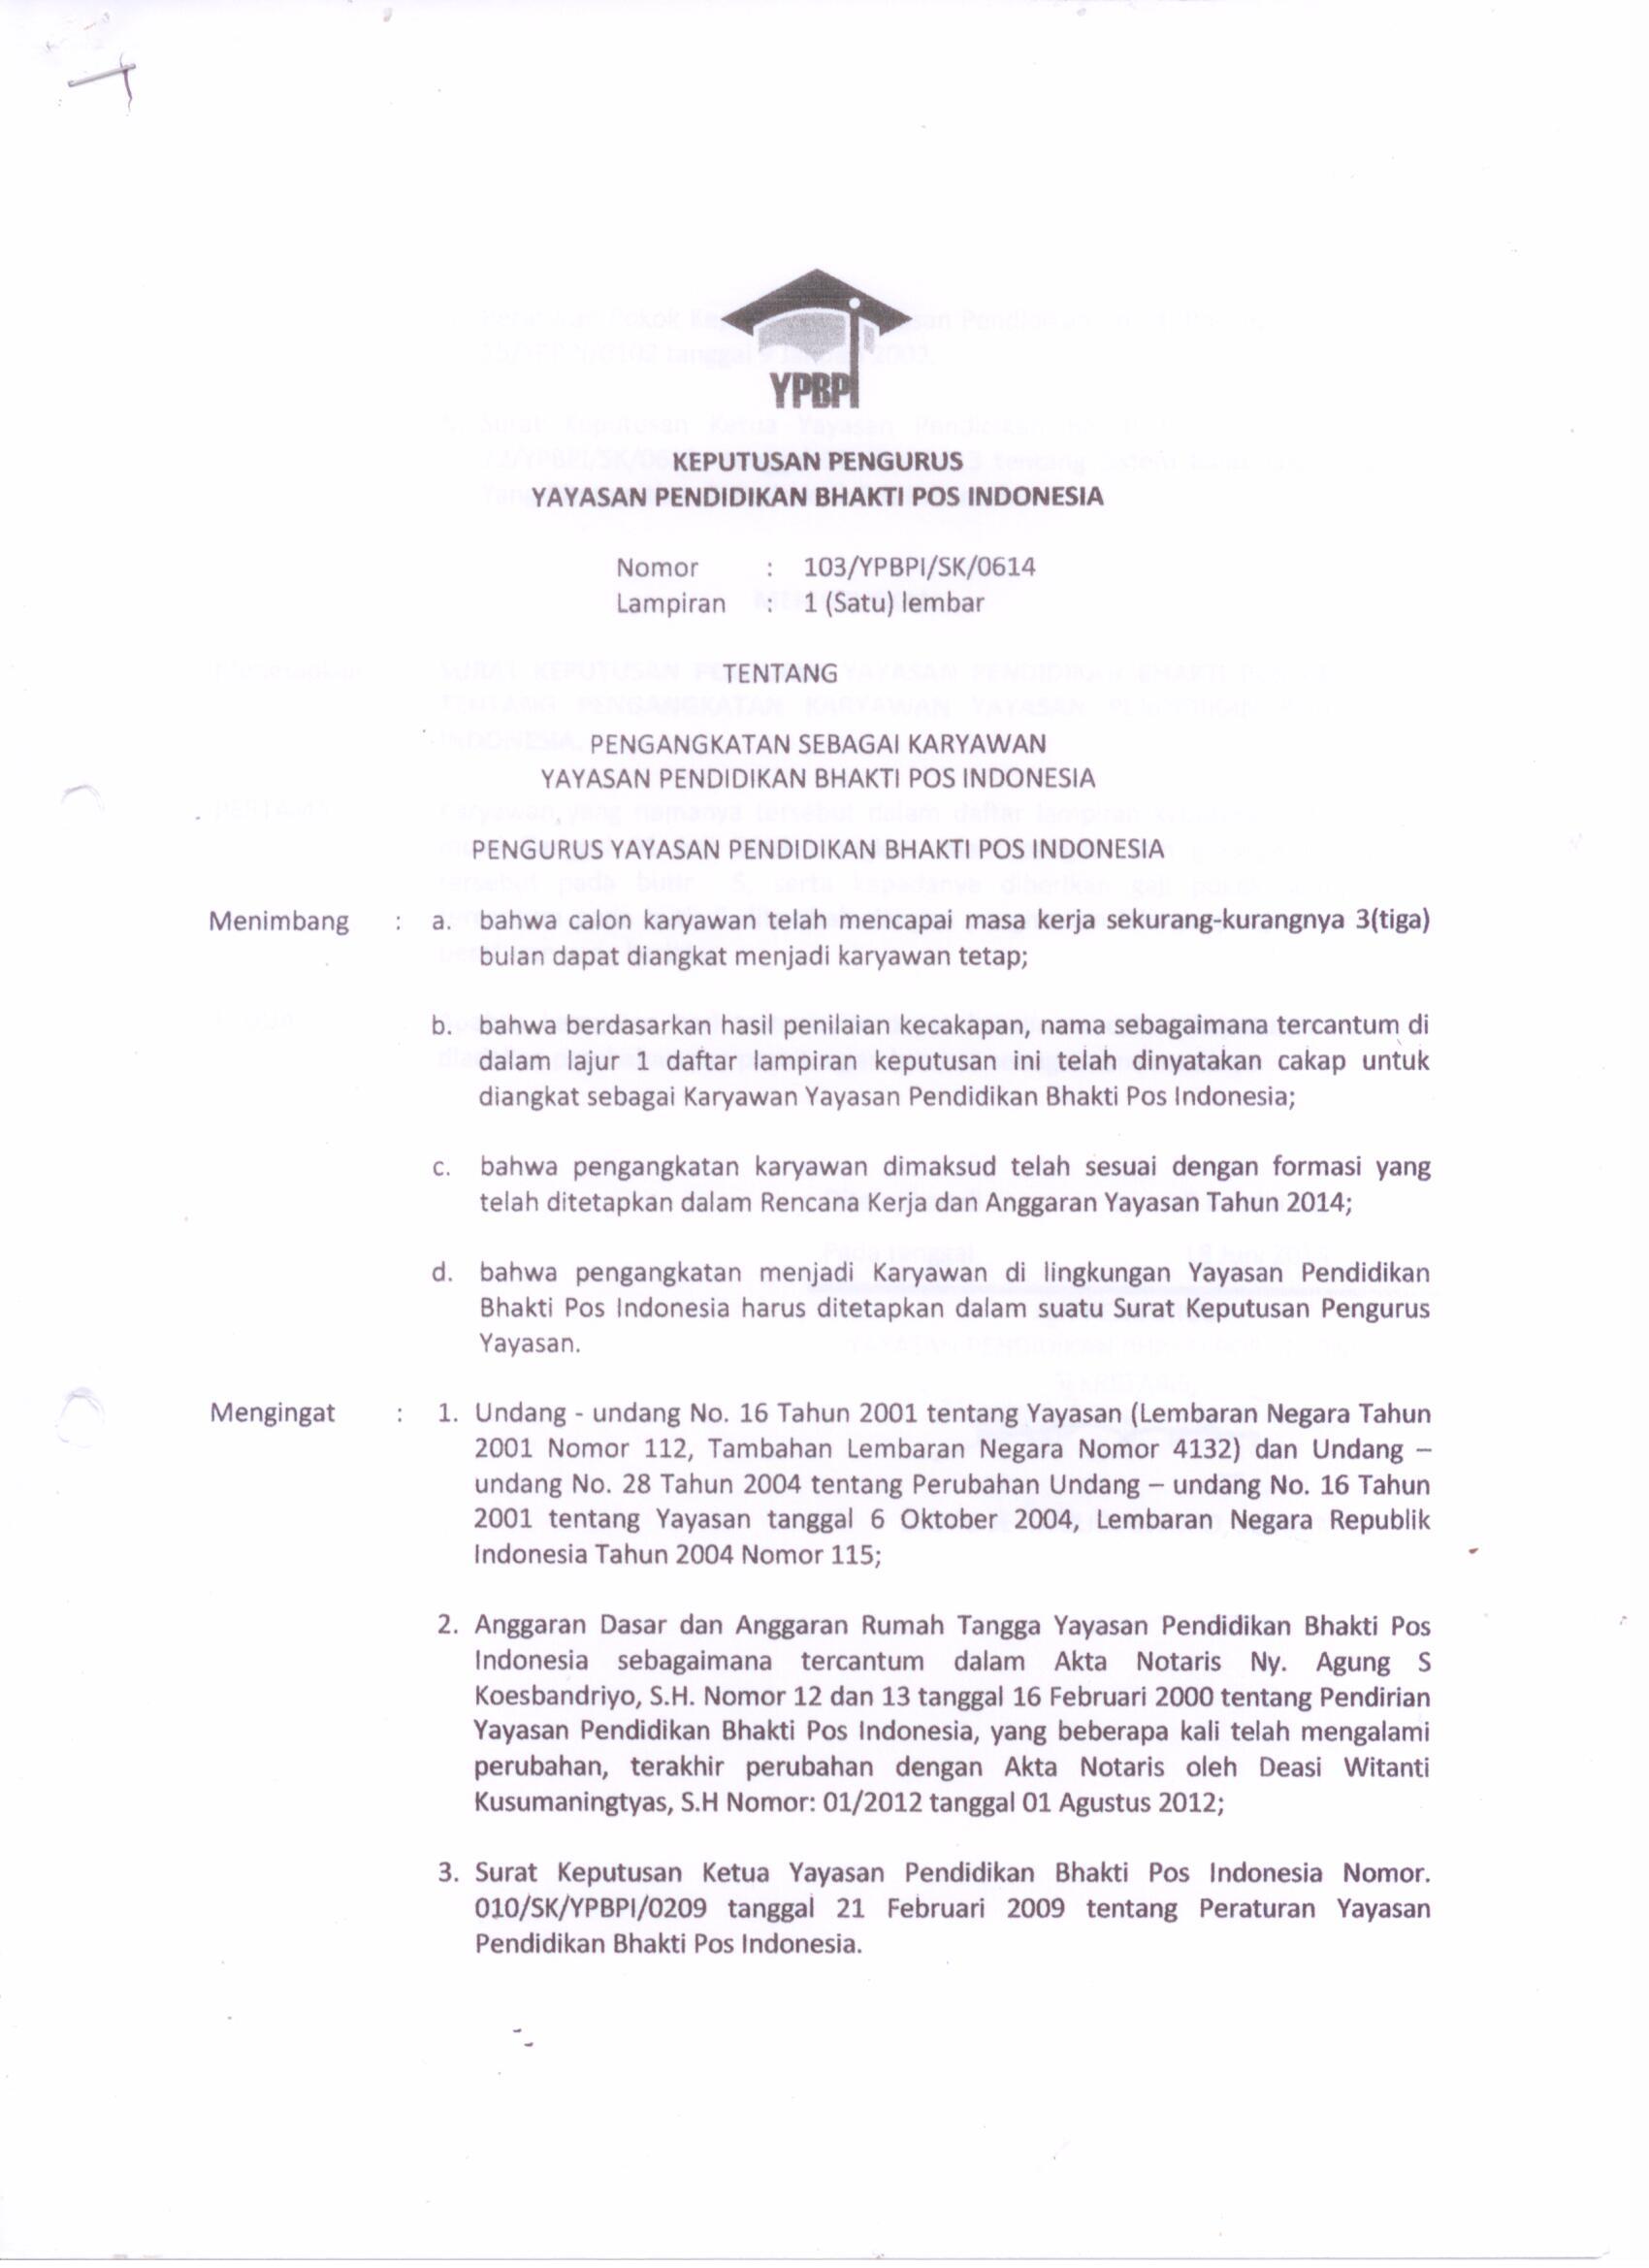 YPBPI
KEPUTUSAN PENGURUS
YAYASAN PENDIDIKAN BHAKTI POS INDONESIA
Nomor : 103/YPBPI/SK/0614
Lampiran : 1 (Satu) lembar
TENTANG
PENGANGKATAN SEBAGAI KARYAWAN
YAYASAN PENDIDIKAN BHAKTI POS INDONESIA
PENGURUS YAYASAN PENDIDIKAN BHAKTI POS INDONESIA
Menimbang : a. bahwa calon karyawan telah mencapai masa kerja sekurang-kurangnya 3(tiga)
bulan dapat diangkat menjadi karyawan tetap;
b. bahwa berdasarkan hasil penilaian kecakapan, nama sebagaimana tercantum di
dalam lajur 1 daftar lampiran keputusan ini telah dinyatakan cakap untuk
diangkat sebagai Karyawan Yayasan Pendidikan Bhakti Pos Indonesia;
c. bahwa pengangkatan karyawan dimaksud telah sesuai dengan formasi yang
telah ditetapkan dalam Rencana Kerja dan Anggaran Yayasan Tahun 2014;
d. bahwa pengangkatan menjadi Karyawan di lingkungan Yayasan Pendidikan
Bhakti Pos Indonesia harus ditetapkan dalam suatu Surat Keputusan Pengurus
Yayasan.
Mengingat : 1. Undang - undang No. 16 Tahun 2001 tentang Yayasan (Lembaran Negara Tahun
2001 Nomor 112, Tambahan Lembaran Negara Nomor 4132) dan Undang –
undang No. 28 Tahun 2004 tentang Perubahan Undang – undang No. 16 Tahun
2001 tentang Yayasan tanggal 6 Oktober 2004, Lembaran Negara Republik
Indonesia Tahun 2004 Nomor 115;
2. Anggaran Dasar dan Anggaran Rumah Tangga Yayasan Pendidikan Bhakti Pos
Indonesia sebagaimana tercantum dalam Akta Notaris Ny. Agung S
Koesbandriyo, S.H. Nomor 12 dan 13 tanggal 16 Februari 2000 tentang Pendirian
Yayasan Pendidikan Bhakti Pos Indonesia, yang beberapa kali telah mengalami
perubahan, terakhir perubahan dengan Akta Notaris oleh Deasi Witanti
Kusumaningtyas, S.H Nomor: 01/2012 tanggal 01 Agustus 2012;
3. Surat Keputusan Ketua Yayasan Pendidikan Bhakti Pos Indonesia Nomor.
010/SK/YPBPI/0209 tanggal 21 Februari 2009 tentang Peraturan Yayasan
Pendidikan Bhakti Pos Indonesia.